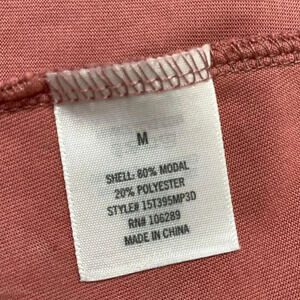 M
SHELL: 80% MODAL
20% POLYESTER
STYLE# 15T395MP3D
RN# 106289
MADE IN CHINA